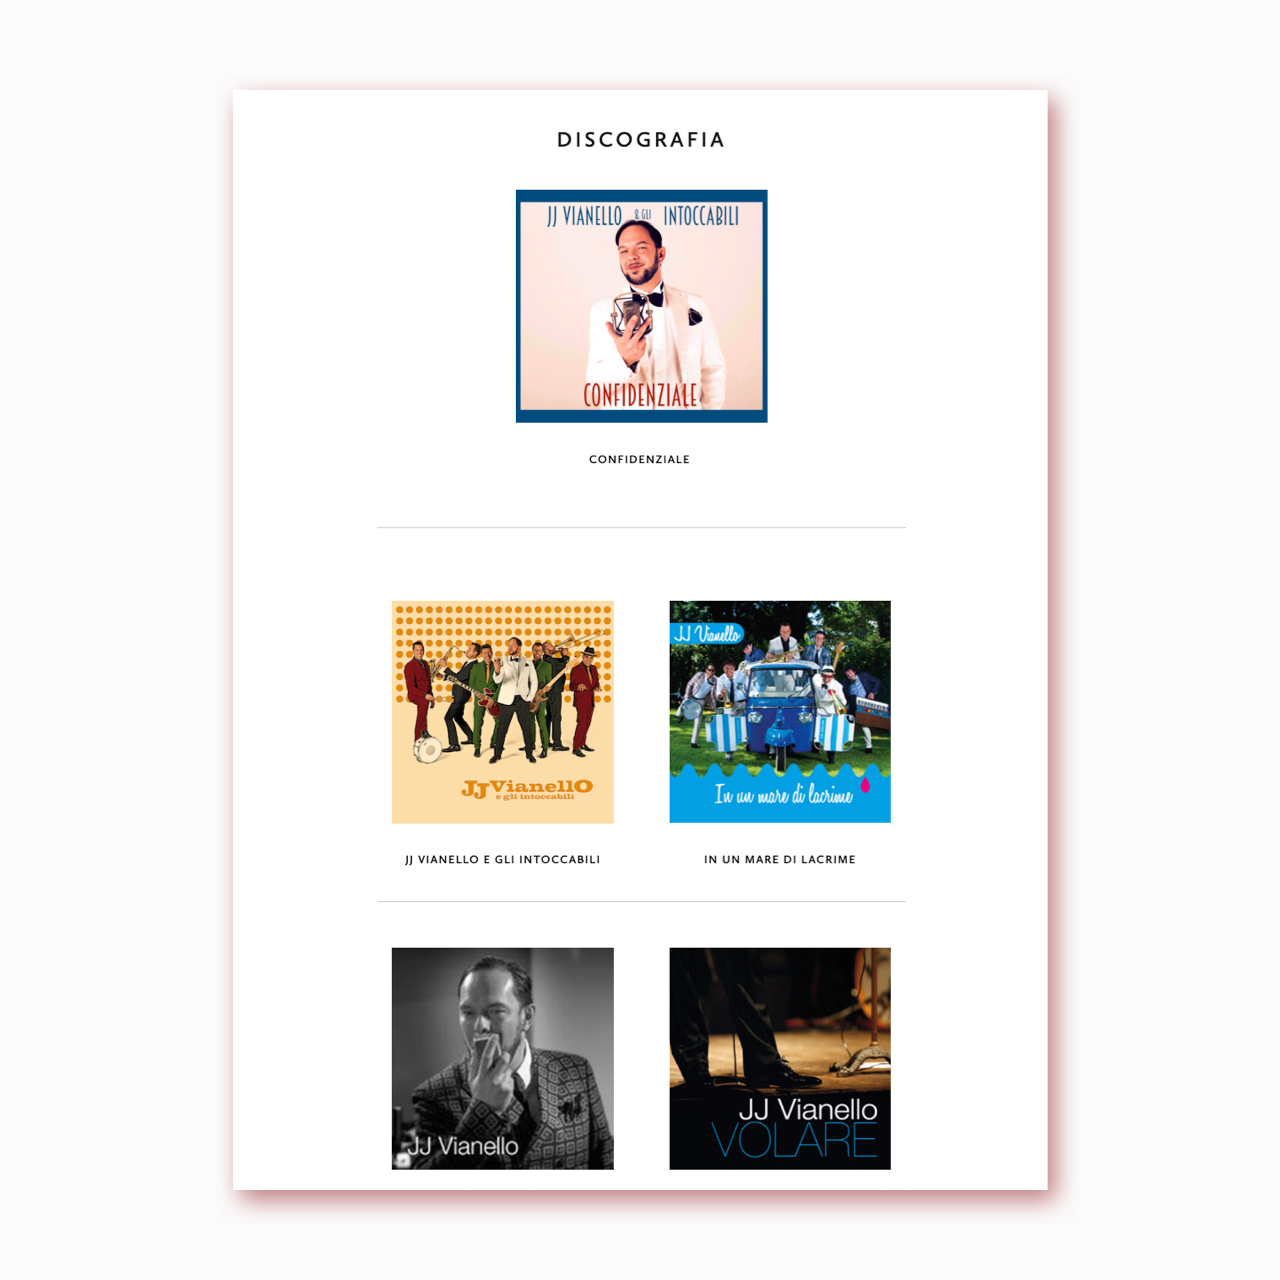 DISCOGRAFIA
JJ VIANELLO & GLI INTOCCABILI
CONFIDENZIALE
CONFIDENZIALE
JJ VianellO
e gli intoccabili
JJ Vianello
In un mare di lacrime
JJ VIANELLO E GLI INTOCCABILI
IN UN MARE DI LACRIME
JJ Vianello
JJ Vianello
VOLARE